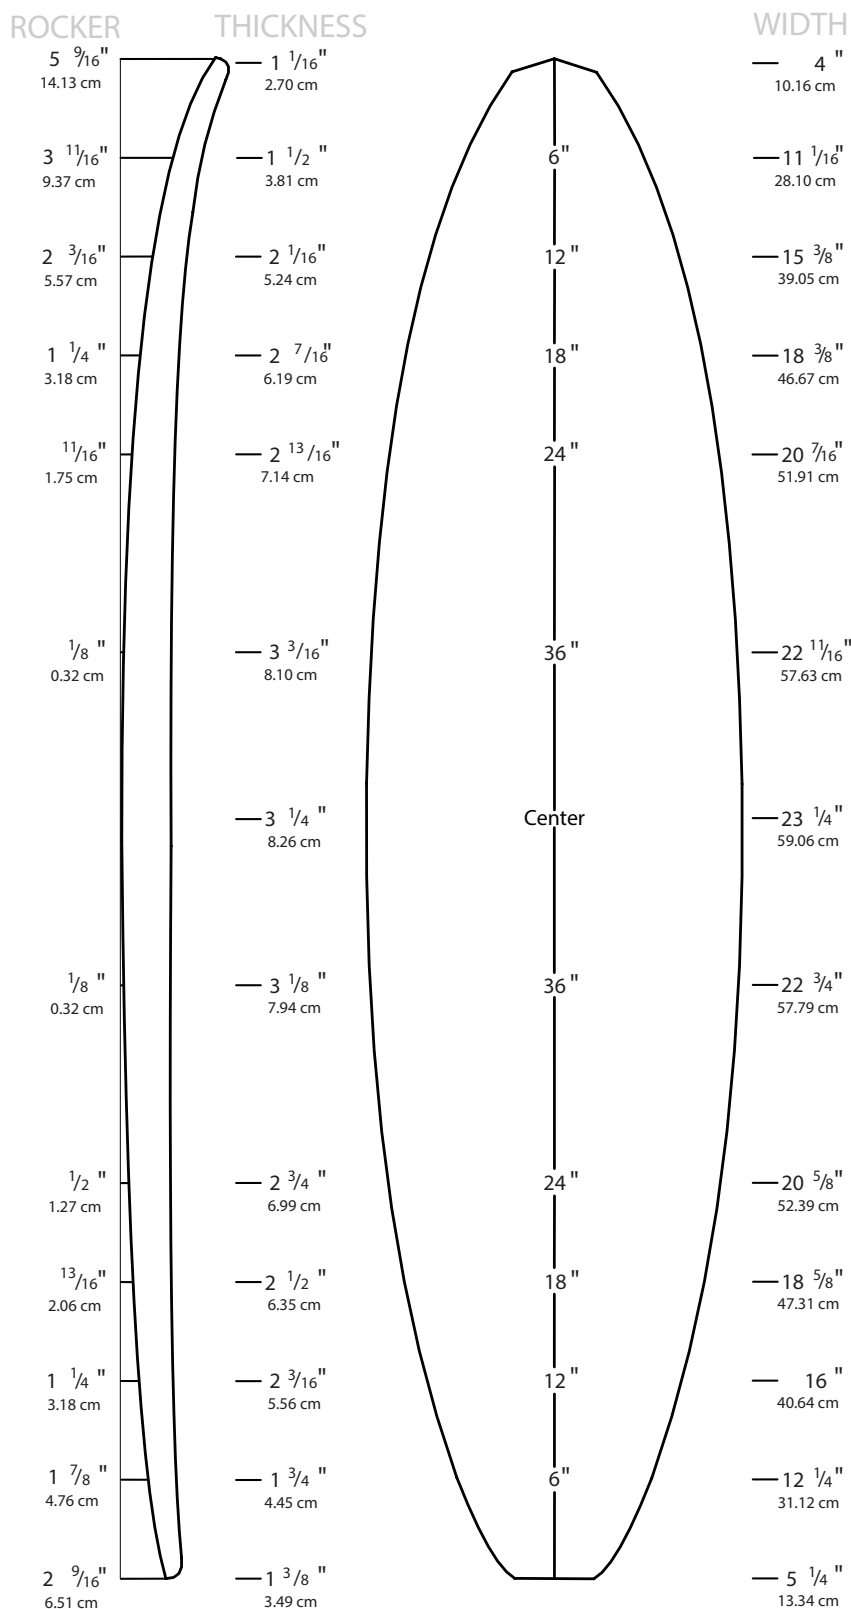 ROCKER THICKNESS WIDTH
5 9/16" 1 1/16" 4 "
14.13 cm 2.70 cm 10.16 cm
3 11/16" 1 1/2 " 6" 11 1/16"
9.37 cm 3.81 cm 28.10 cm
2 3/16" 2 1/16" 12" 15 3/8"
5.57 cm 5.24 cm 39.05 cm
1 1/4 " 2 7/16" 18" 18 3/8"
3.18 cm 6.19 cm 46.67 cm
11/16" 2 13/16" 24" 20 7/16"
1.75 cm 7.14 cm 51.91 cm
1/8 " 3 3/16" 36" 22 11/16"
0.32 cm 8.10 cm 57.63 cm
3 1/4 " Center 23 1/4"
8.26 cm 59.06 cm
1/8 " 3 1/8 " 36" 22 3/4"
0.32 cm 7.94 cm 57.79 cm
1/2 " 2 3/4 " 24" 20 5/8"
1.27 cm 6.99 cm 52.39 cm
13/16" 2 1/2 " 18" 18 5/8"
2.06 cm 6.35 cm 47.31 cm
1 1/4 " 2 3/16" 12" 16 "
3.18 cm 5.56 cm 40.64 cm
1 7/8 " 1 3/4 " 6" 12 1/4"
4.76 cm 4.45 cm 31.12 cm
2 9/16" 1 3/8 " 5 1/4 "
6.51 cm 3.49 cm 13.34 cm